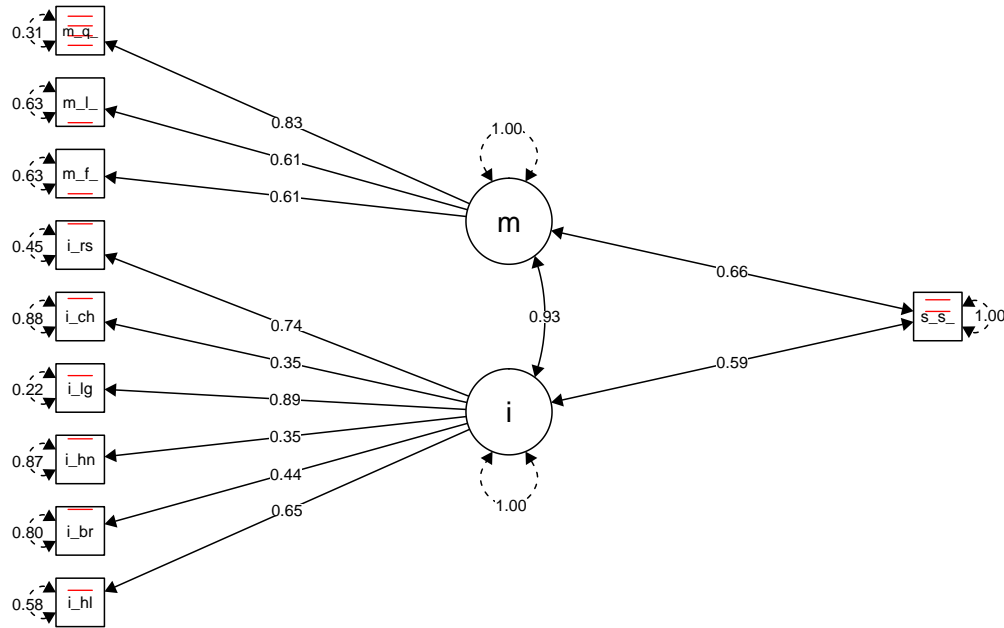 0.31 m_q_
0.83
0.63 m_l_
0.61
0.63 m_f_
0.61
1.00
m
0.45 i_rs
0.74
0.66
0.88 i_ch
0.35
0.93
s_s_ 1.00
0.22 i_lg
0.89
0.59
i
0.87 i_hn
0.35
0.44
1.00
0.80 i_br
0.65
0.58 i_hl